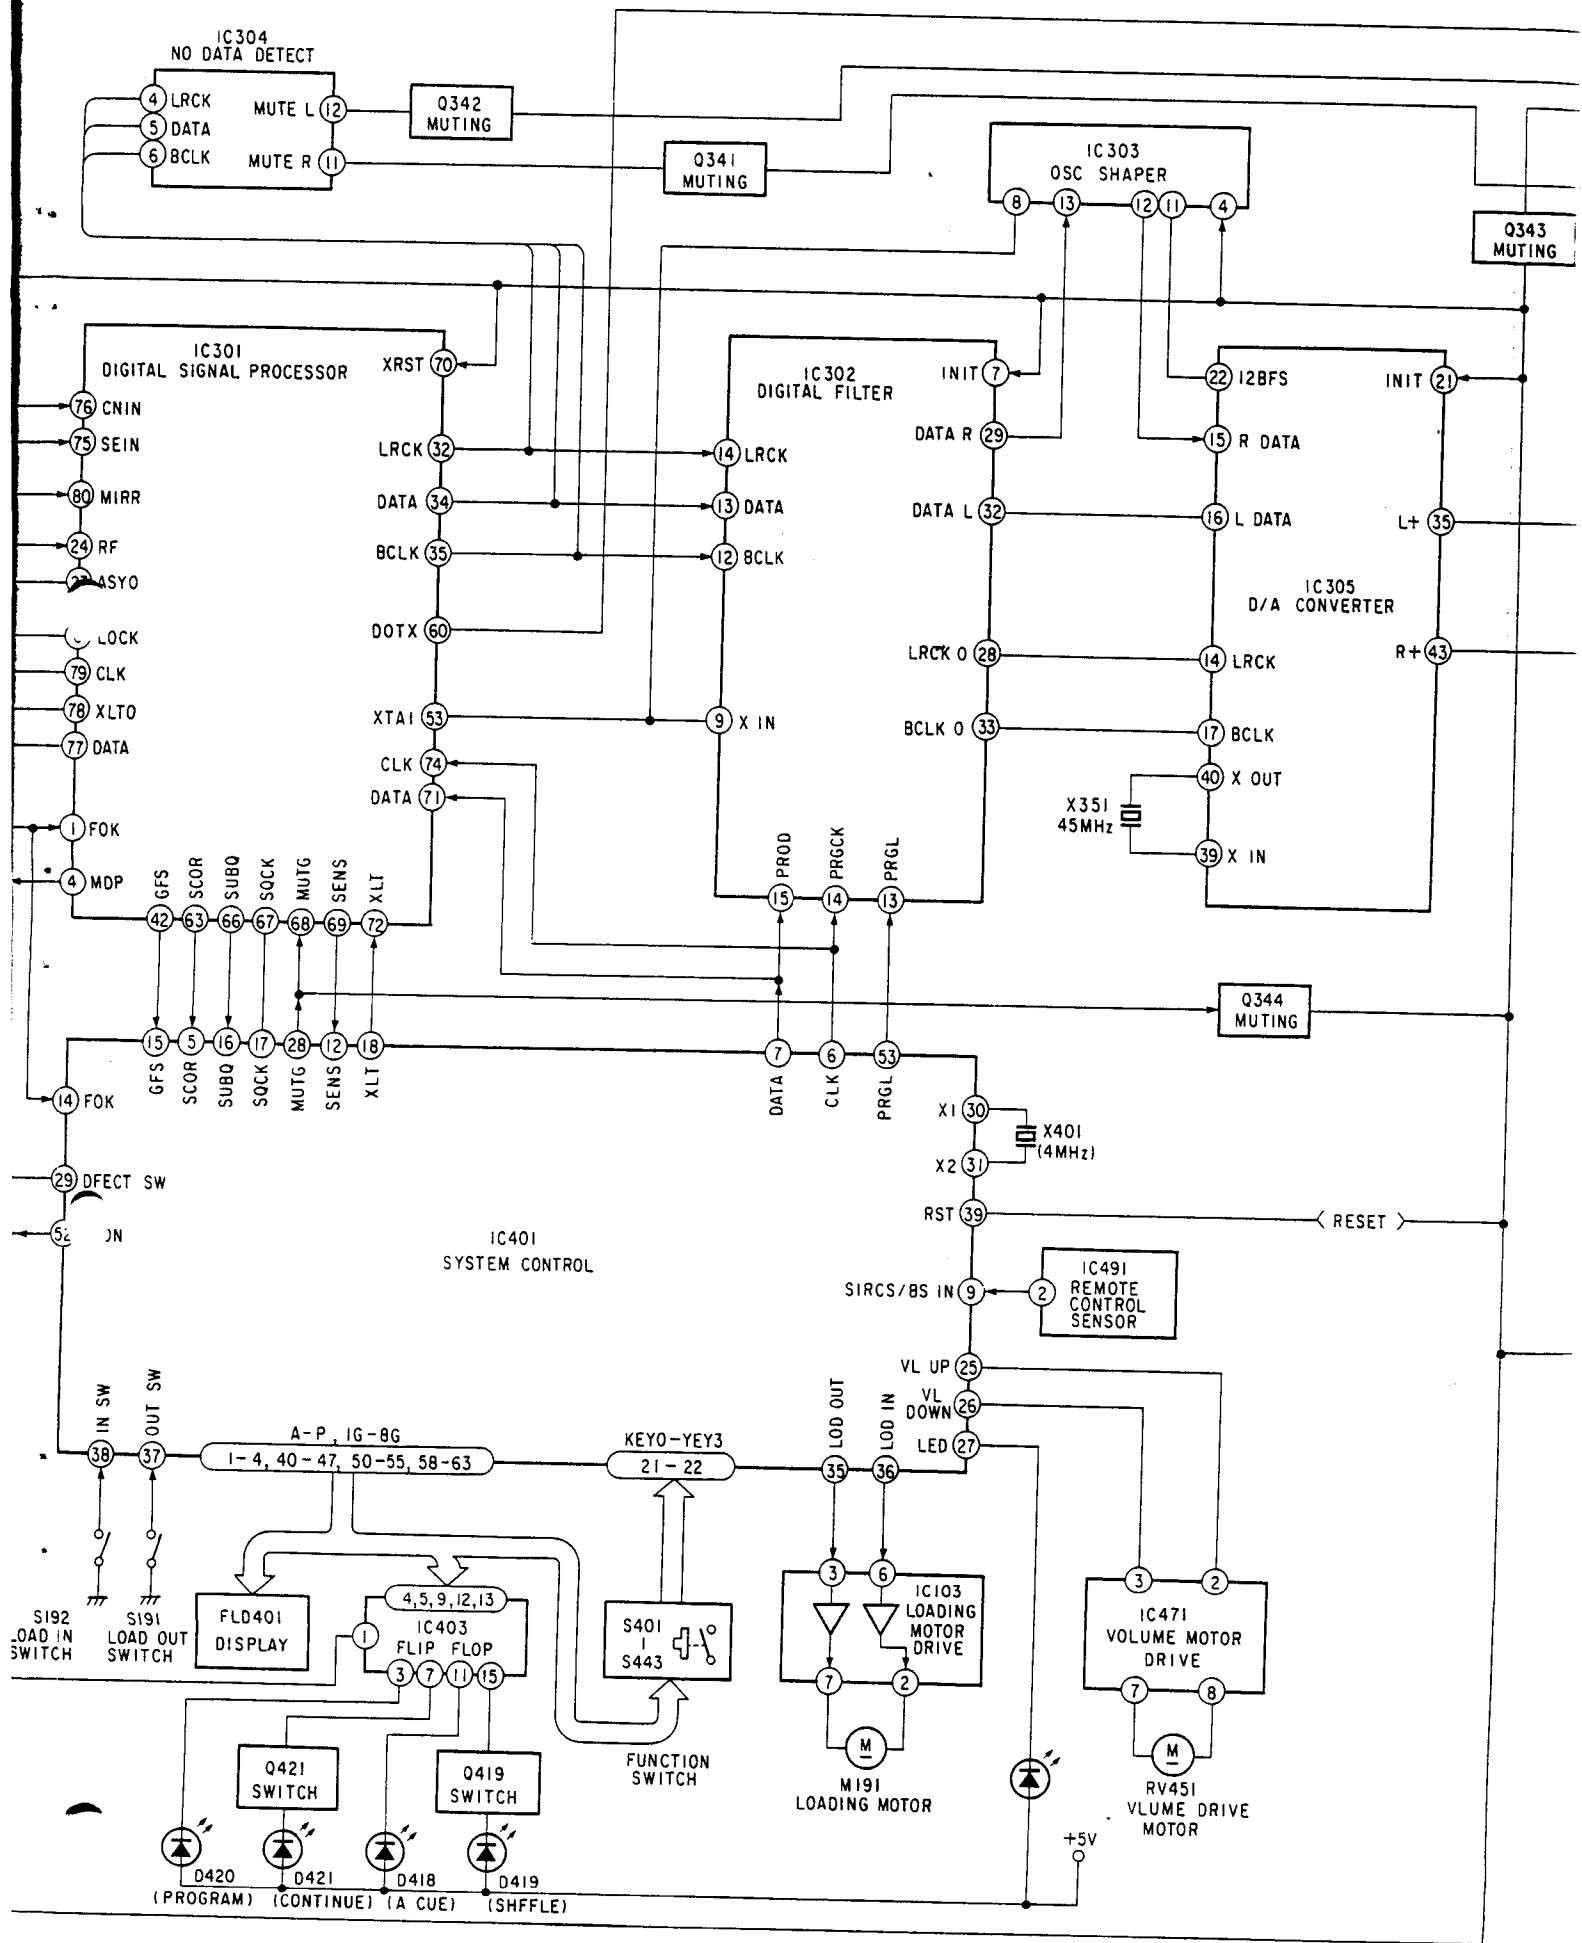 IC304
NO DATA DETECT
4 LRCK
5 DATA
6 BCLK
MUTE L 12
MUTE R 11
Q342
MUTING
Q341
MUTING
IC303
OSC SHAPER
8 13 12 11 4
Q343
MUTING
IC301
DIGITAL SIGNAL PROCESSOR
XRST 70
76 CNIN
75 SEIN
80 MIRR
24 RF
ASYO
LOCK
79 CLK
78 XLTO
77 DATA
1 FOK
4 MDP
LRCK 32
DATA 34
BCLK 35
DOTX 60
XTAI 53
CLK 74
DATA 71
GFS SCOR SUBQ SQCK MUTG SENS XLT
42 63 66 67 68 69 72
IC302
DIGITAL FILTER
14 LRCK
13 DATA
12 BCLK
9 X IN
INIT 7
DATA R 29
DATA L 32
LRCK O 28
BCLK O 33
PROD PRGCK PRGL
15 14 13
IC305
D/A CONVERTER
22 I2BFS
15 R DATA
16 L DATA
14 LRCK
17 BCLK
40 X OUT
39 X IN
INIT 21
L+ 35
R+ 43
X351
45MHz
Q344
MUTING
15 5 16 17 28 12 18
GFS SCOR SUBQ SQCK MUTG SENS XLT
7 6 53
DATA CLK PRGL
14 FOK
29 DFECT SW
ON
IC401
SYSTEM CONTROL
X1 30
X2 31
X401
(4MHz)
RST 39
RESET
SIRCS/BS IN 9
2
IC491
REMOTE
CONTROL
SENSOR
VL UP 25
VL
DOWN 26
LED 27
IN SW OUT SW
38 37
A-P, 1G-8G
1-4, 40-47, 50-55, 58-63
KEYO-YEY3
21-22
LOD OUT LOD IN
35 36
S192
LOAD IN
SWITCH
S191
LOAD OUT
SWITCH
FLD401
DISPLAY
4,5,9,12,13
1
IC403
FLIP FLOP
3 7 11 15
S401
S443
FUNCTION
SWITCH
3 6
IC103
LOADING
MOTOR
DRIVE
7 2
M
M191
LOADING MOTOR
3 2
IC471
VOLUME MOTOR
DRIVE
7 8
M
RV451
VLUME DRIVE
MOTOR
Q421
SWITCH
Q419
SWITCH
+5V
D420
(PROGRAM)
D421
(CONTINUE)
D418
(A CUE)
D419
(SHFFLE)